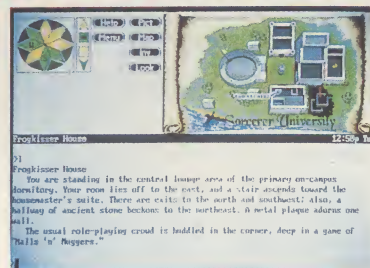 Help Pict
Menu Map
Inv
Look
Sorcerer University
Frogkisser House 12:50p Tu
>l
Frogkisser House
You are standing in the central lounge area of the primary on-campus
dormitory. Your room lies off to the east, and a stair ascends toward the
housemaster's suite. There are exits to the north and southwest; also, a
hallway of ancient stone beckons to the northeast. A metal plaque adorns one
wall.
The usual role-playing crowd is huddled in the corner, deep in a game of
"Malls 'n' Muggers."